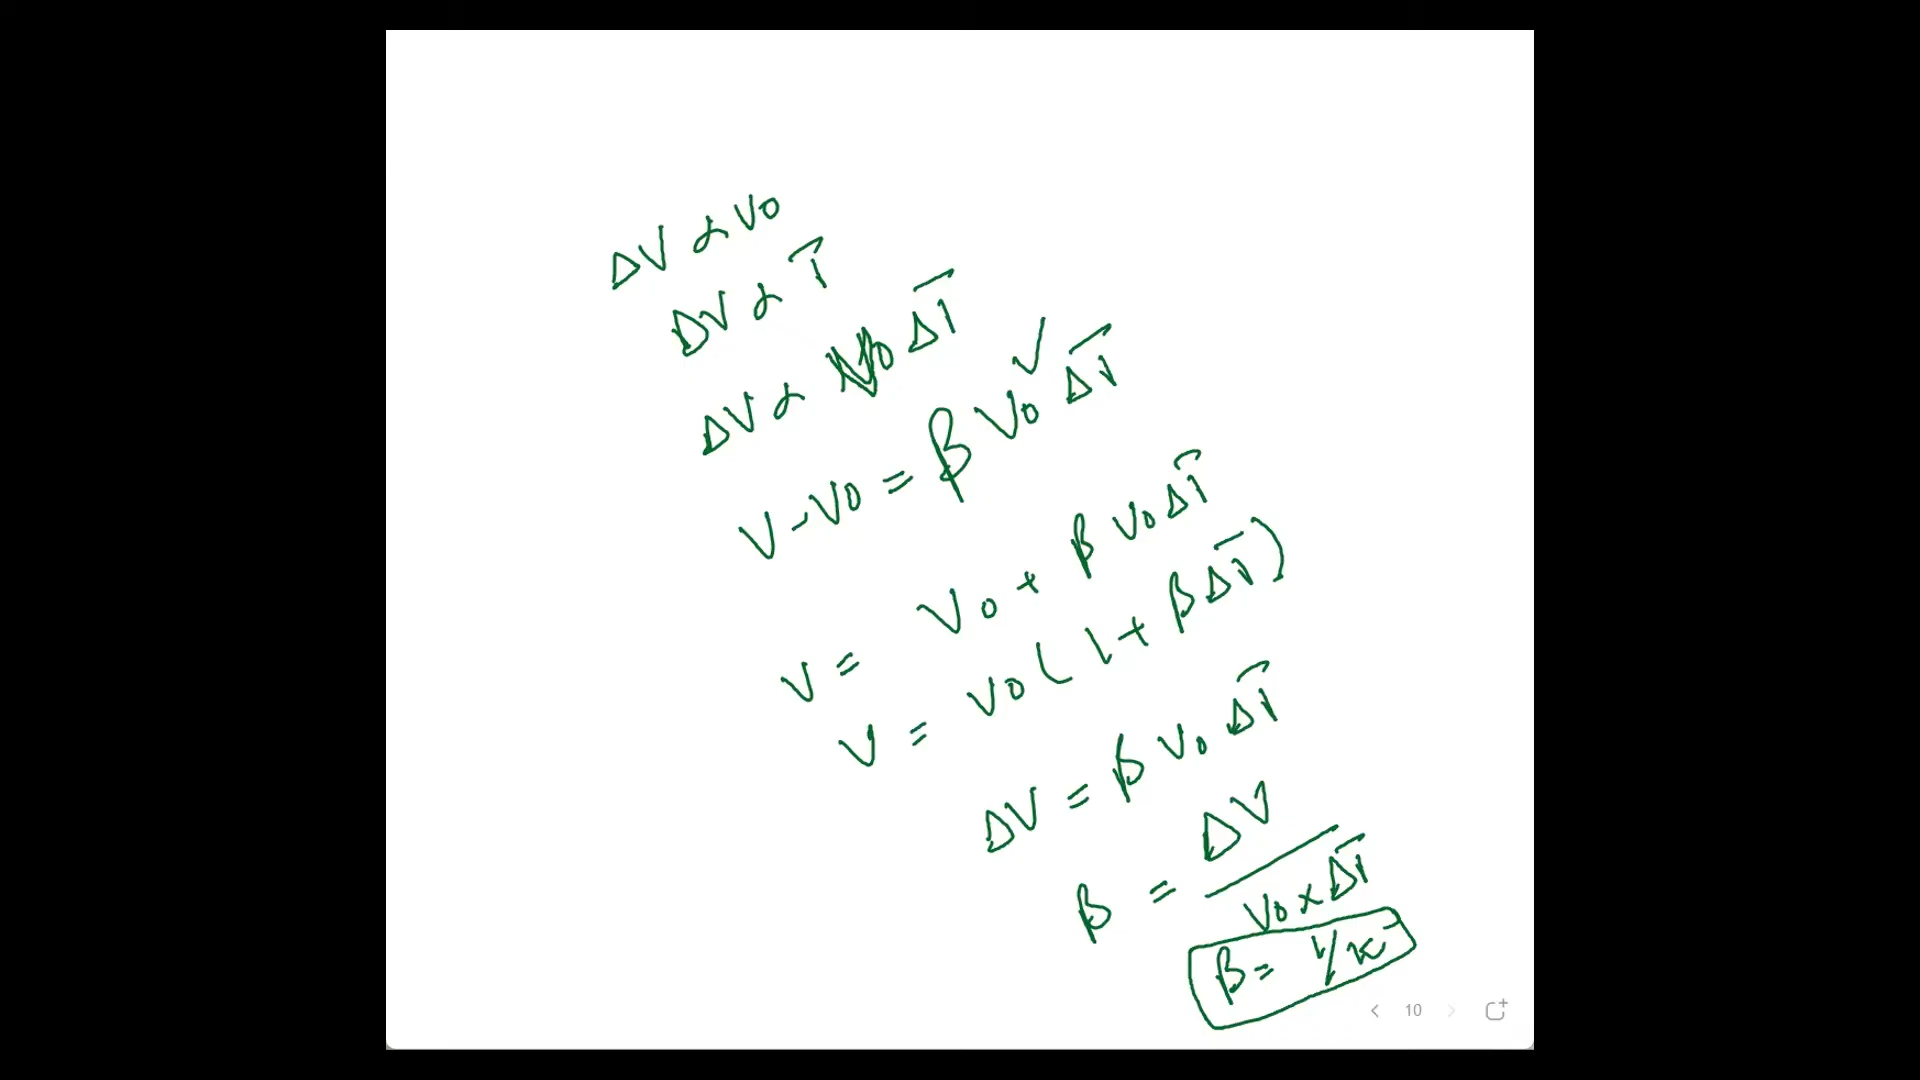 ΔV α V0
ΔV α T
ΔV α V0 ΔT
V - V0 = β V0 ΔT
V = V0 + β V0 ΔT
V = V0 ( 1 + β ΔT )
ΔV = β V0 ΔT
β = ΔV / V0 × ΔT
β = 1/K
10